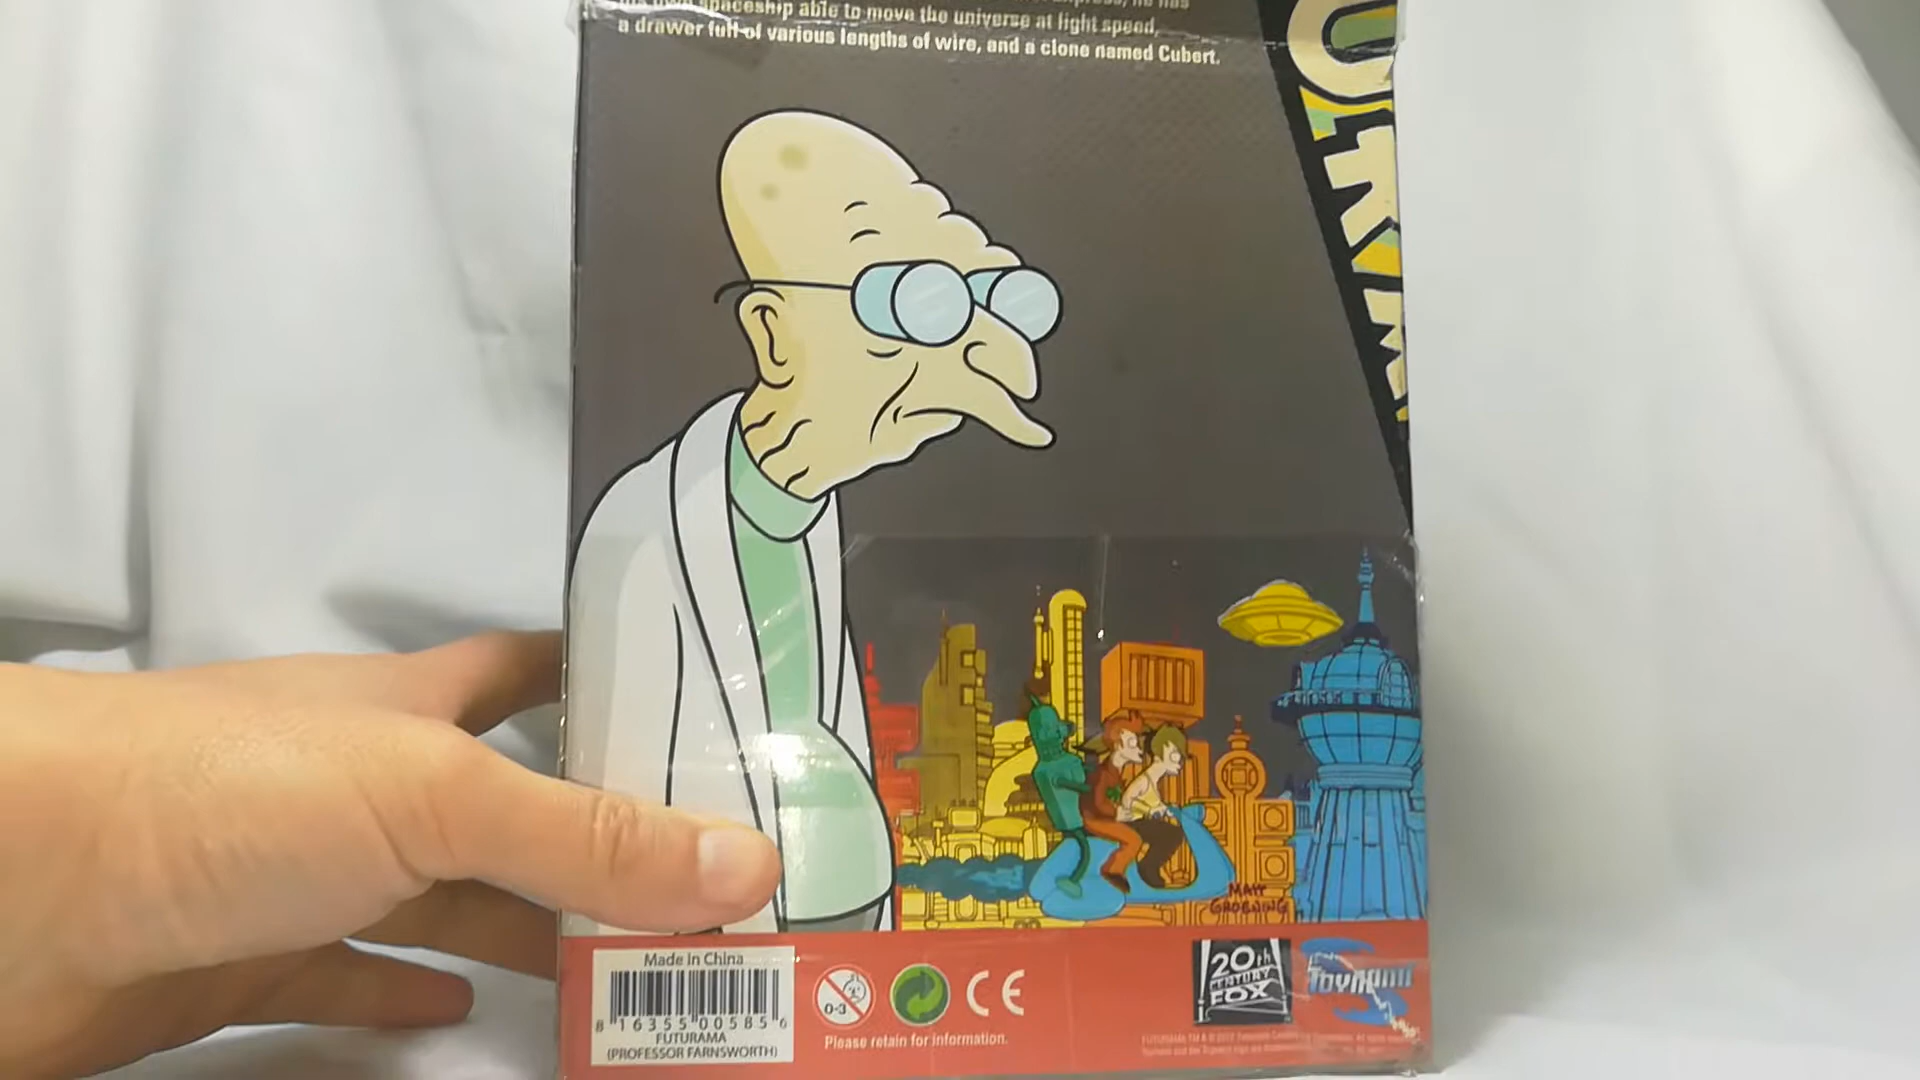 spaceship able to move the universe at light speed,
a drawer full of various lengths of wire, and a clone named Cubert.
MATT
GROENING
Made in China
8 16355 00585 6
FUTURAMA
(PROFESSOR FARNSWORTH)
0-3
CE
Please retain for information.
20th
CENTURY
FOX
TOYNAMI